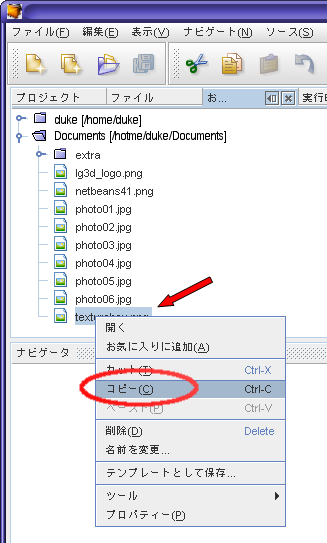 ファイル(F) 編集(E) 表示(V) ナビゲート(N) ソース(S)
プロジェクト ファイル お... 実行時
duke [/home/duke]
Documents [/hotme/duke/Documents]
extra
lg3d_logo.png
netbeans41.png
photo01.jpg
photo02.jpg
photo03.jpg
photo04.jpg
photo05.jpg
photo06.jpg
ナビゲータ
開く
お気に入りに追加(A)
カット(T) Ctrl-X
コピー(C) Ctrl-C
ペースト(P) Ctrl-V
削除(D) Delete
名前を変更...
テンプレートとして保存...
ツール
プロパティー(P)